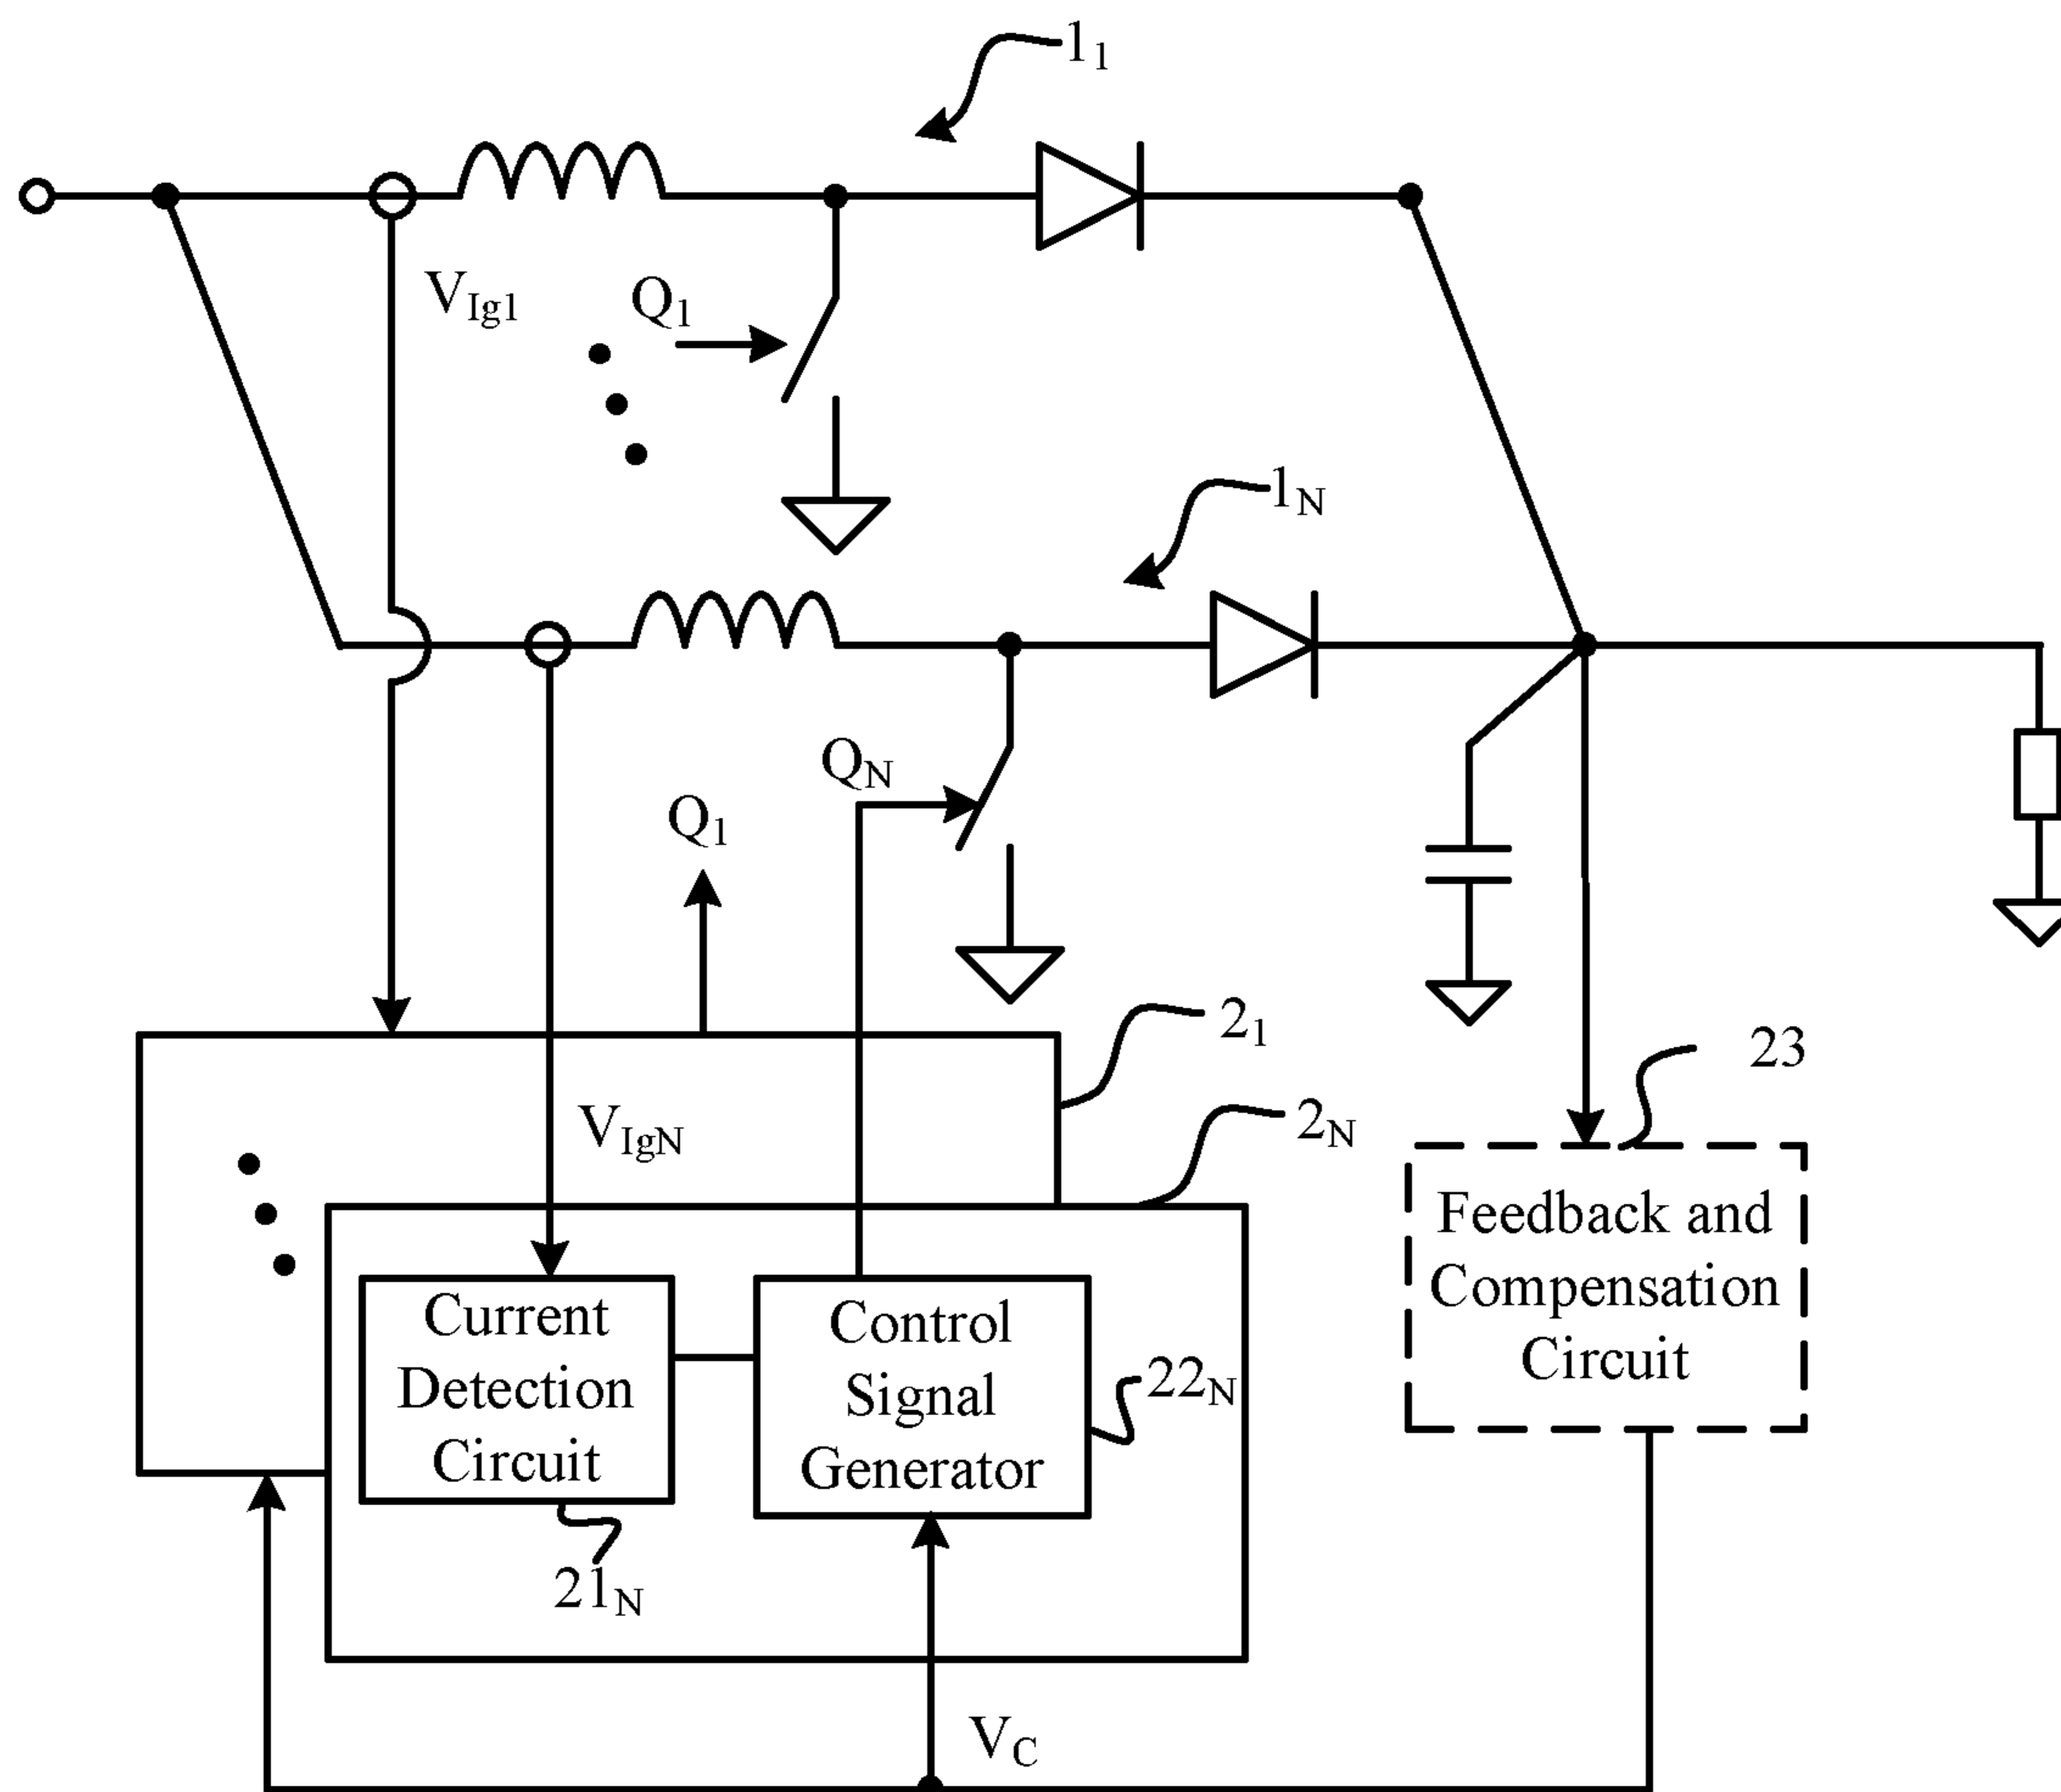 1₁
V_Ig1
Q₁
1_N
Q_N
Q₁
2₁
23
2_N
V_IgN
Feedback and
Compensation
Circuit
Current
Detection
Circuit
Control
Signal
Generator
22_N
21_N
V_C